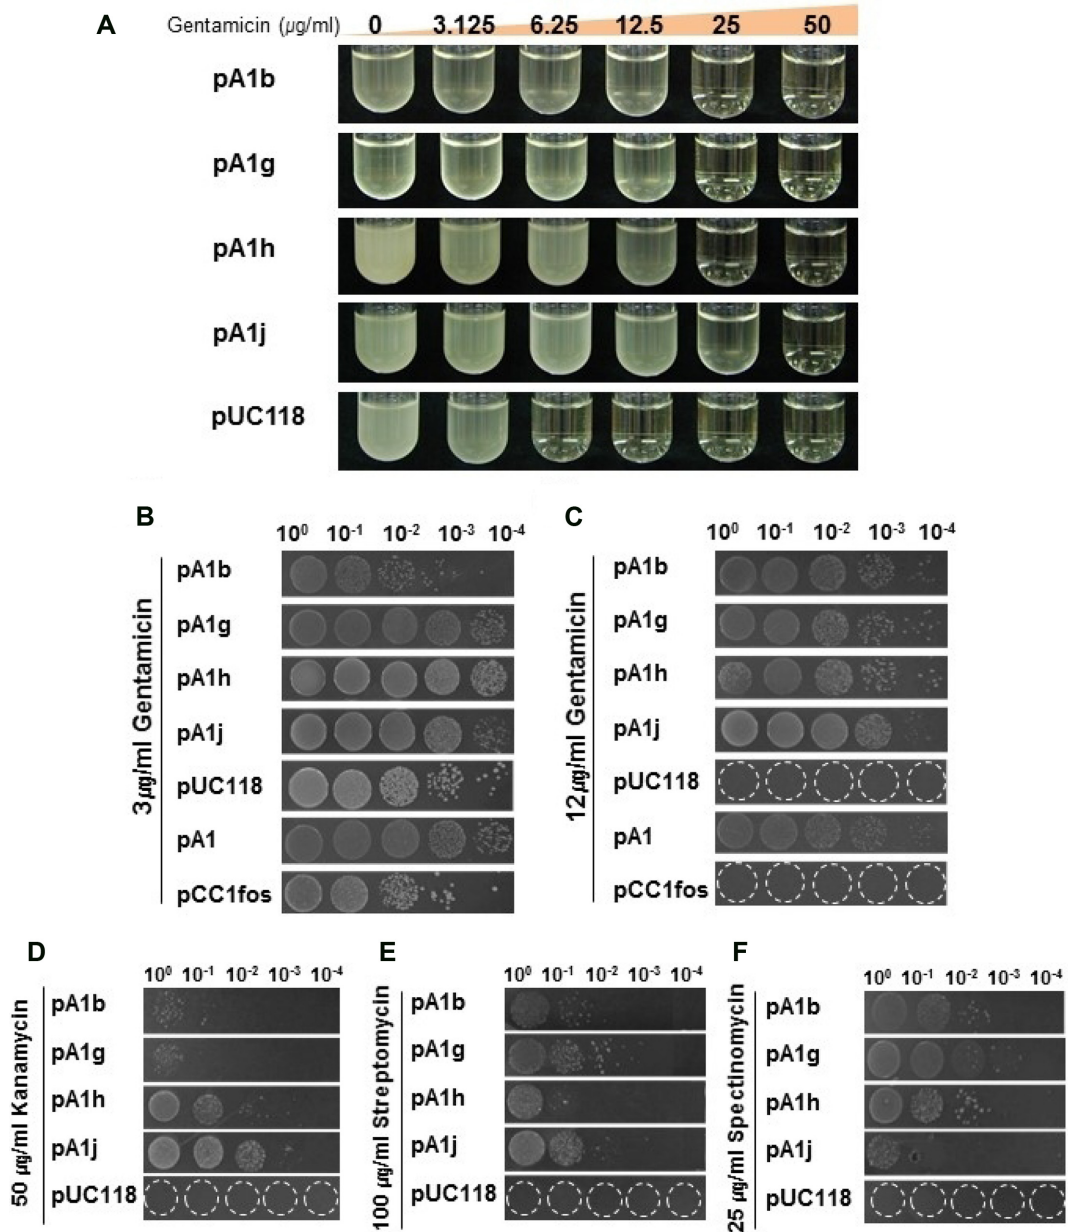 A Gentamicin (μg/ml) 0 3.125 6.25 12.5 25 50
pA1b
pA1g
pA1h
pA1j
pUC118
B
10⁰ 10⁻¹ 10⁻² 10⁻³ 10⁻⁴
3㎍/ml Gentamicin
pA1b
pA1g
pA1h
pA1j
pUC118
pA1
pCC1fos
C
10⁰ 10⁻¹ 10⁻² 10⁻³ 10⁻⁴
12㎍/ml Gentamicin
pA1b
pA1g
pA1h
pA1j
pUC118
pA1
pCC1fos
D
10⁰ 10⁻¹ 10⁻² 10⁻³ 10⁻⁴
50 ㎍/ml Kanamycin
pA1b
pA1g
pA1h
pA1j
pUC118
E
10⁰ 10⁻¹ 10⁻² 10⁻³ 10⁻⁴
100 ㎍/ml Streptomycin
pA1b
pA1g
pA1h
pA1j
pUC118
F
10⁰ 10⁻¹ 10⁻² 10⁻³ 10⁻⁴
25 ㎍/ml Spectinomycin
pA1b
pA1g
pA1h
pA1j
pUC118